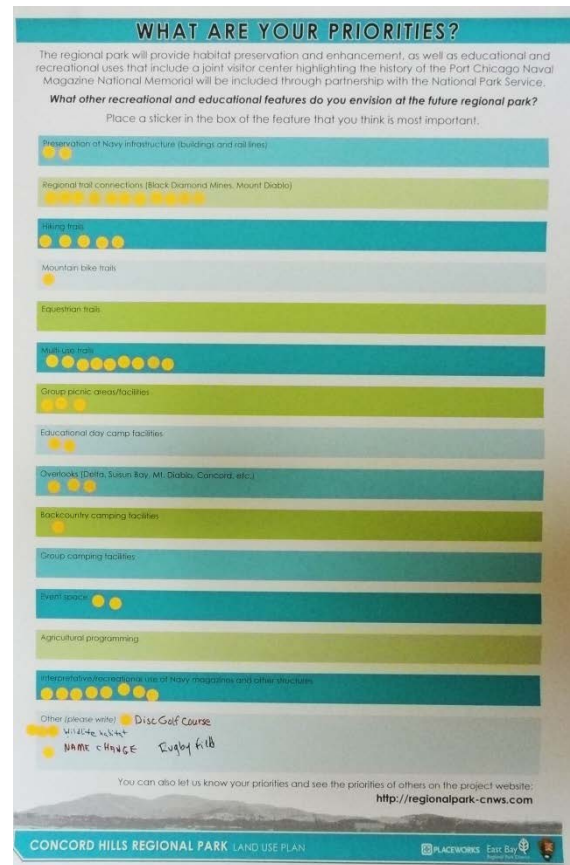 WHAT ARE YOUR PRIORITIES?
The regional park will provide habitat preservation and enhancement, as well as educational and
recreational uses that include a joint visitor center highlighting the history of the Port Chicago Naval
Magazine National Memorial will be included through partnership with the National Park Service.
What other recreational and educational features do you envision at the future regional park?
Place a sticker in the box of the feature that you think is most important.
Preservation of Navy infrastructure (buildings and rail lines)
Regional trail connections (Black Diamond Mines, Mount Diablo)
Hiking trails
Mountain bike trails
Equestrian trails
Multi-use trails
Group picnic areas/facilities
Educational day camp facilities
Overlooks (Delta, Suisun Bay, Mt. Diablo, Concord, etc.)
Backcountry camping facilities
Group camping facilities
Event space
Agricultural programming
Interpretative/recreational use of Navy magazines and other structures
Other (please write) Disc Golf Course
Wildlife habitat
NAME CHANGE Rugby field
You can also let us know your priorities and see the priorities of others on the project website:
http://regionalpark-cnws.com
CONCORD HILLS REGIONAL PARK LAND USE PLAN
PLACEWORKS East Bay
Regional Park District